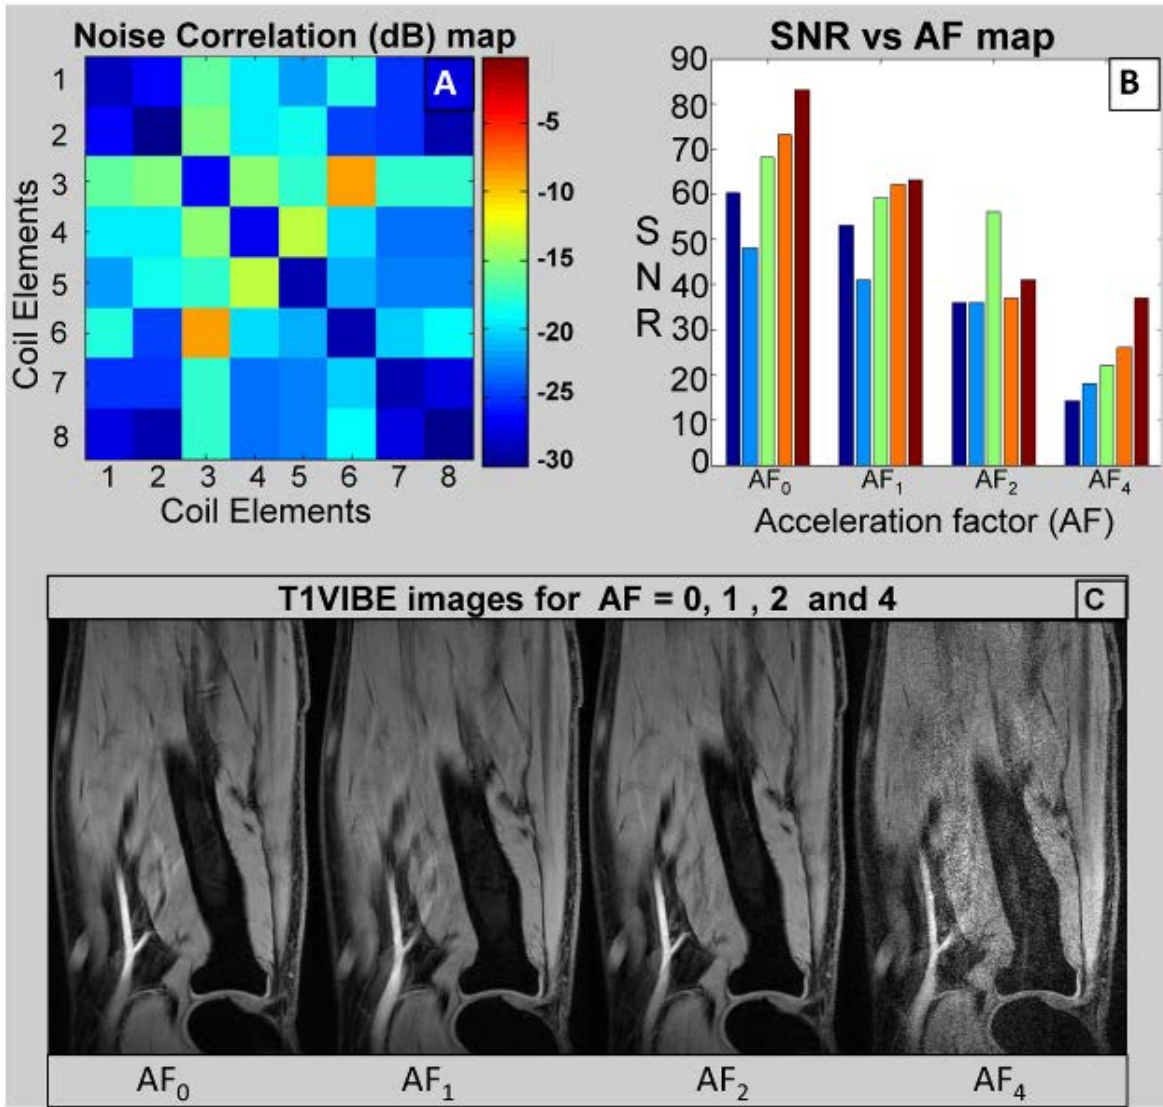 Noise Correlation (dB) map
A
1
2
3
4
5
6
7
8
Coil Elements
1 2 3 4 5 6 7 8
Coil Elements
-5
-10
-15
-20
-25
-30
SNR vs AF map
B
90
80
70
60
50
40
30
20
10
0
S
N
R
AF₀ AF₁ AF₂ AF₄
Acceleration factor (AF)
T1VIBE images for AF = 0, 1 , 2 and 4
C
AF₀ AF₁ AF₂ AF₄